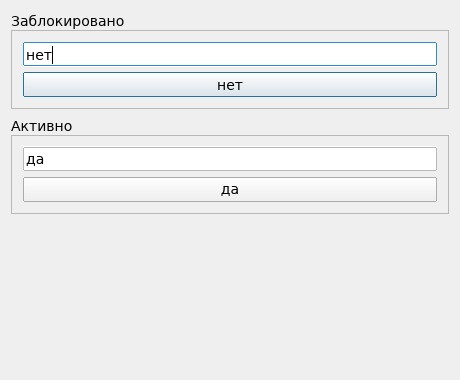 Заблокировано
нет
нет
Активно
да
да